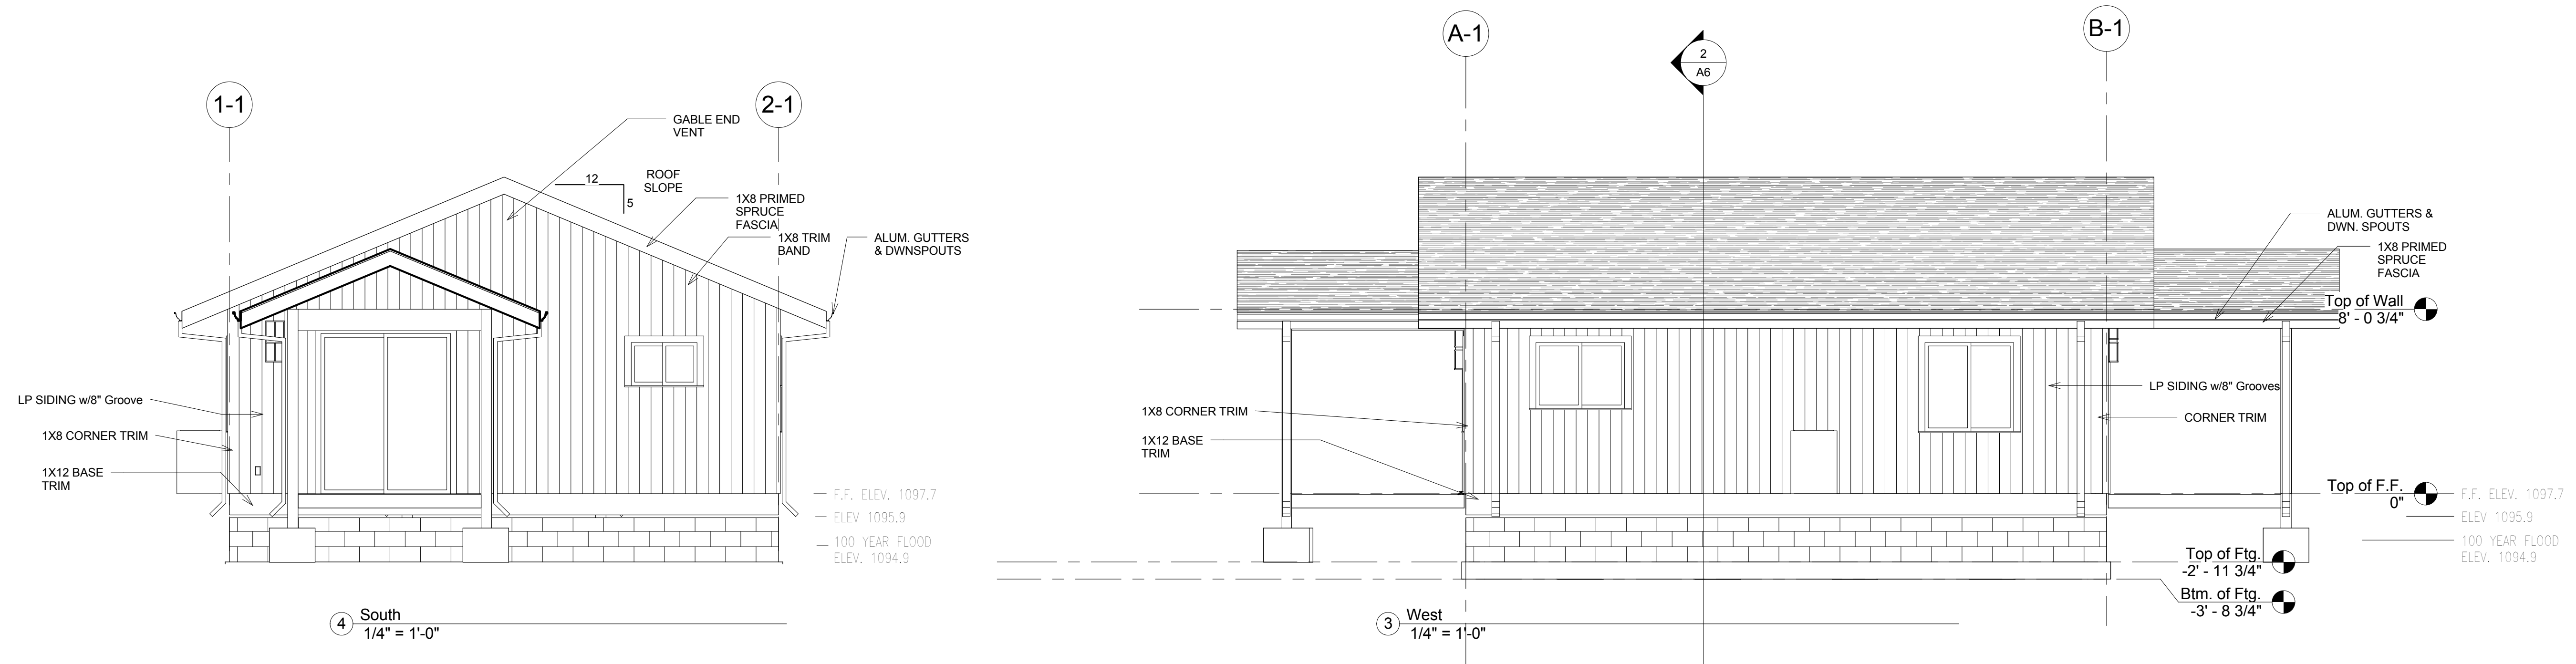 1-1
2-1
GABLE END
VENT
12
5
ROOF
SLOPE
1X8 PRIMED
SPRUCE
FASCIA
1X8 TRIM
BAND
ALUM. GUTTERS
& DWNSPOUTS
LP SIDING w/8" Groove
1X8 CORNER TRIM
1X12 BASE
TRIM
F.F. ELEV. 1097.7
ELEV 1095.9
100 YEAR FLOOD
ELEV. 1094.9
4
South
1/4" = 1'-0"
A-1
2
A6
B-1
ALUM. GUTTERS &
DWN. SPOUTS
1X8 PRIMED
SPRUCE
FASCIA
Top of Wall
8' - 0 3/4"
1X8 CORNER TRIM
1X12 BASE
TRIM
LP SIDING w/8" Grooves
CORNER TRIM
Top of F.F.
0"
F.F. ELEV. 1097.7
ELEV 1095.9
100 YEAR FLOOD
ELEV. 1094.9
Top of Ftg.
-2' - 11 3/4"
Btm. of Ftg.
-3' - 8 3/4"
3
West
1/4" = 1'-0"